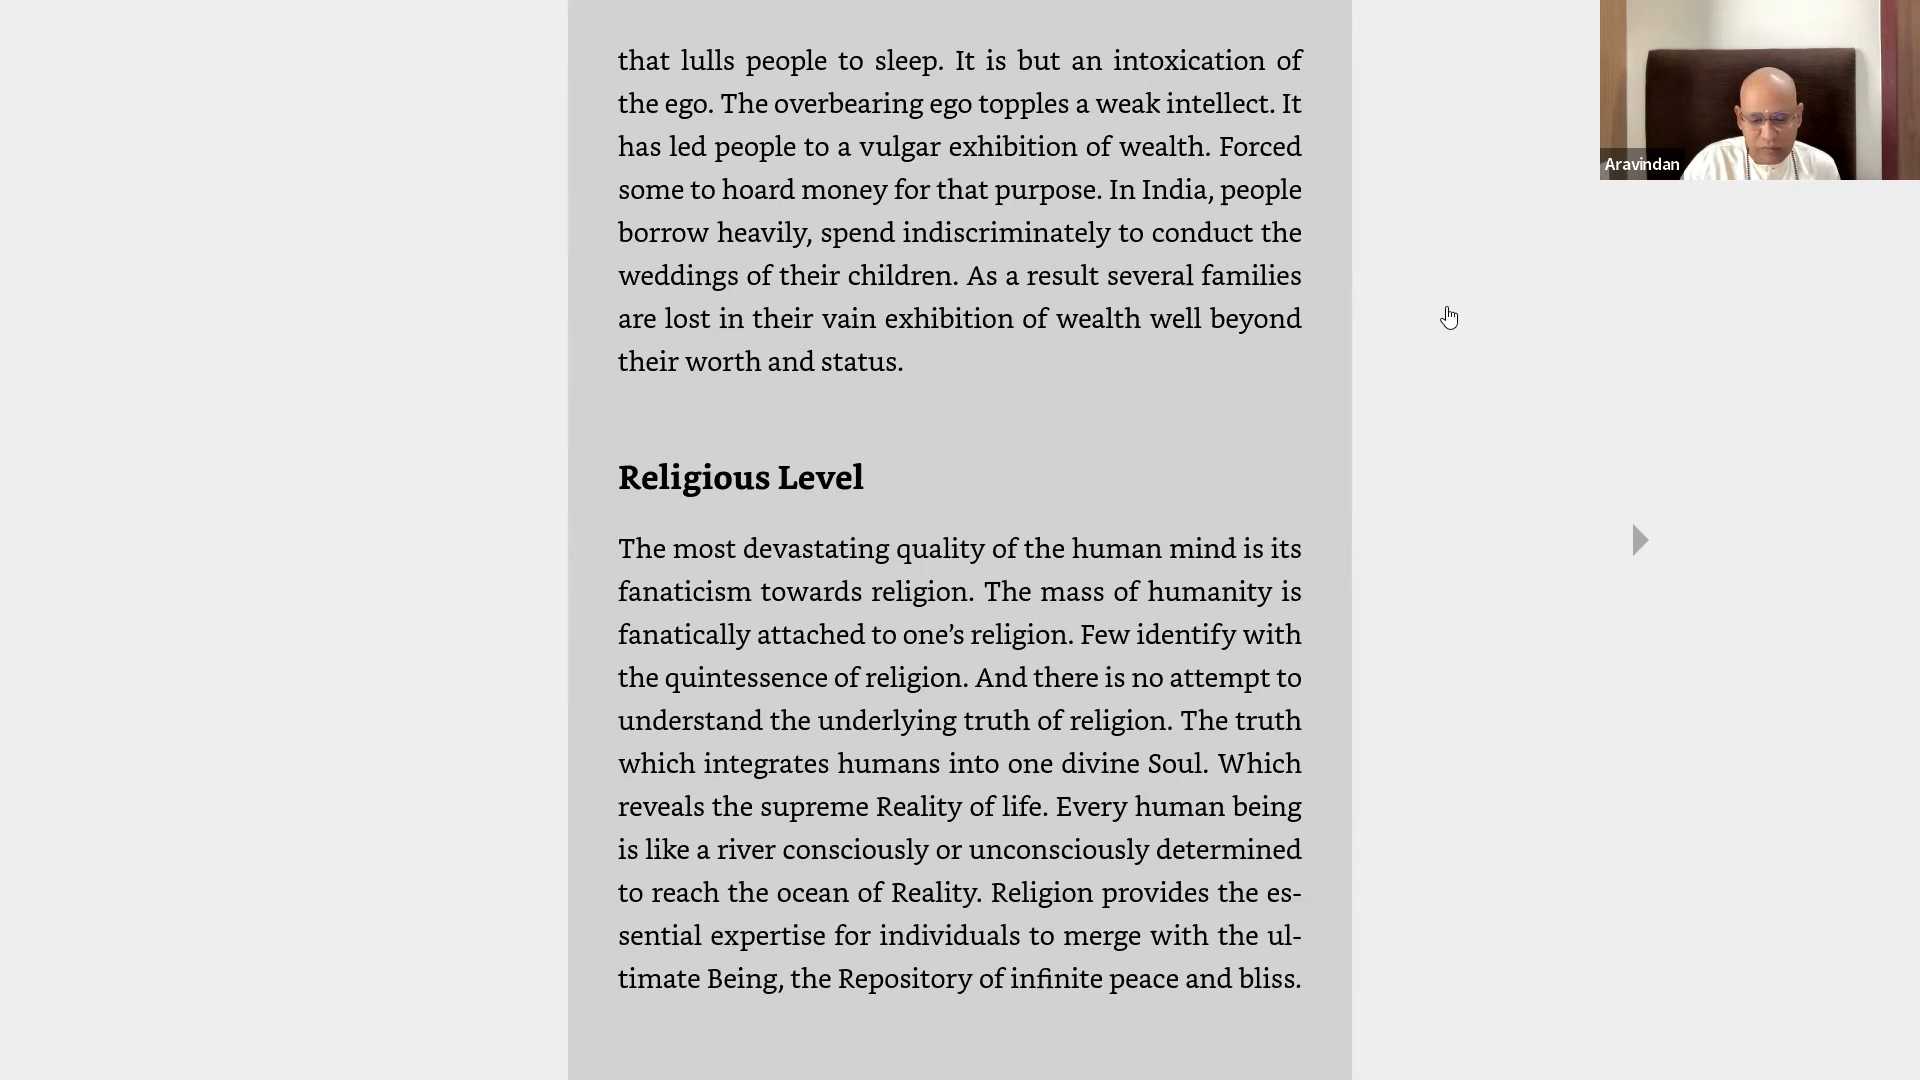 that lulls people to sleep. It is but an intoxication of
the ego. The overbearing ego topples a weak intellect. It
has led people to a vulgar exhibition of wealth. Forced
some to hoard money for that purpose. In India, people
borrow heavily, spend indiscriminately to conduct the
weddings of their children. As a result several families
are lost in their vain exhibition of wealth well beyond
their worth and status.
Religious Level
The most devastating quality of the human mind is its
fanaticism towards religion. The mass of humanity is
fanatically attached to one’s religion. Few identify with
the quintessence of religion. And there is no attempt to
understand the underlying truth of religion. The truth
which integrates humans into one divine Soul. Which
reveals the supreme Reality of life. Every human being
is like a river consciously or unconsciously determined
to reach the ocean of Reality. Religion provides the es-
sential expertise for individuals to merge with the ul-
timate Being, the Repository of infinite peace and bliss.
Aravindan